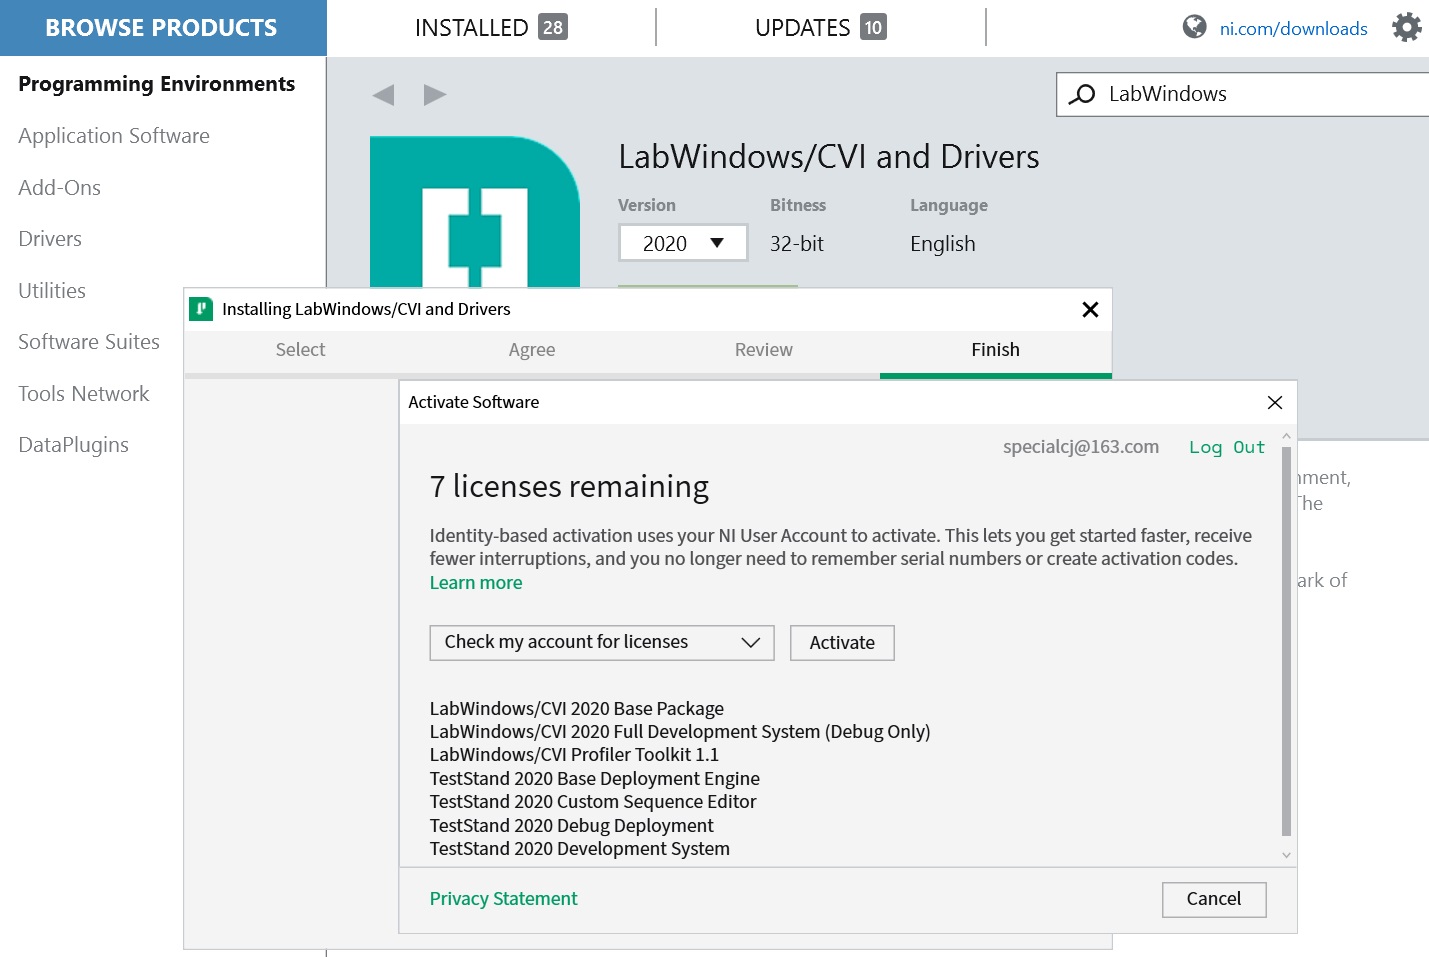 BROWSE PRODUCTS
INSTALLED 28
UPDATES 10
ni.com/downloads
Programming Environments
Application Software
Add-Ons
Drivers
Utilities
Software Suites
Tools Network
DataPlugins
LabWindows
LabWindows/CVI and Drivers
Version Bitness Language
2020 32-bit English
Installing LabWindows/CVI and Drivers
Select Agree Review Finish
Activate Software
specialcj@163.com Log Out
7 licenses remaining
Identity-based activation uses your NI User Account to activate. This lets you get started faster, receive
fewer interruptions, and you no longer need to remember serial numbers or create activation codes.
Learn more
Check my account for licenses
Activate
LabWindows/CVI 2020 Base Package
LabWindows/CVI 2020 Full Development System (Debug Only)
LabWindows/CVI Profiler Toolkit 1.1
TestStand 2020 Base Deployment Engine
TestStand 2020 Custom Sequence Editor
TestStand 2020 Debug Deployment
TestStand 2020 Development System
Privacy Statement
Cancel
nment,
The
ark of